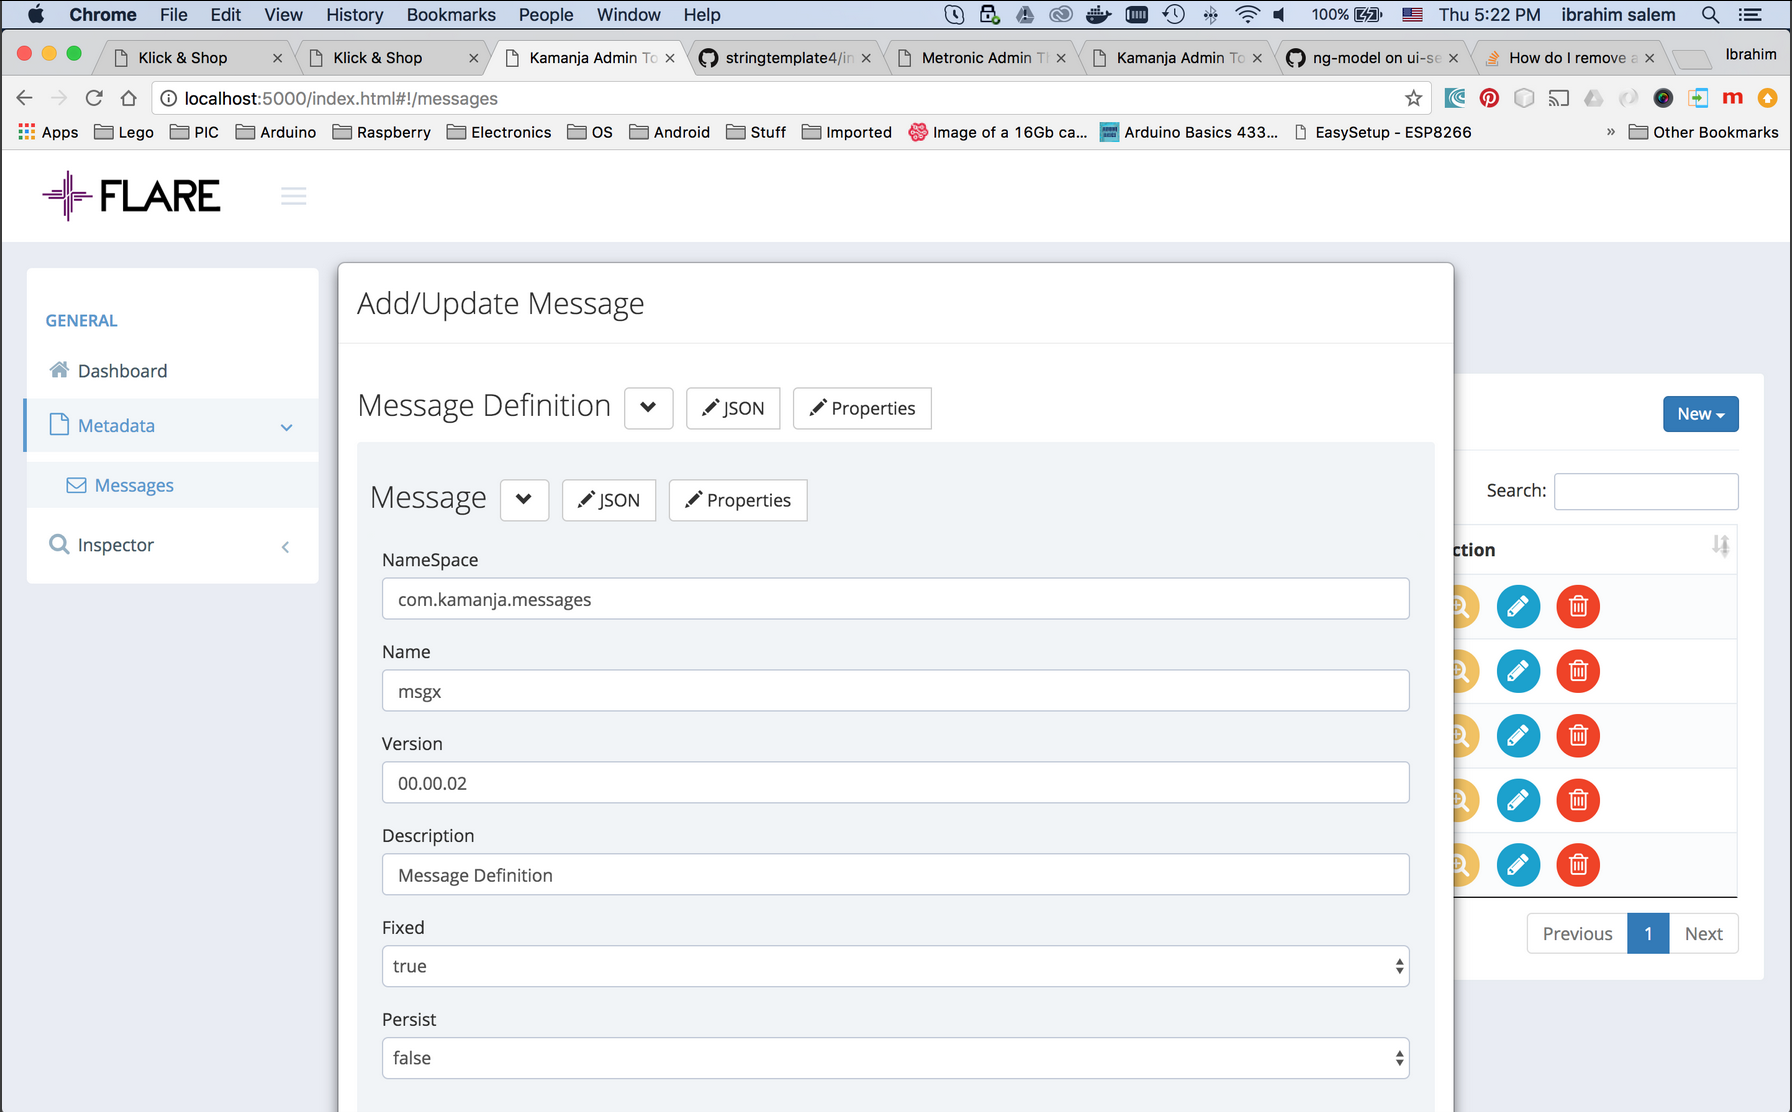 Chrome File Edit View History Bookmarks People Window Help 100% Thu 5:22 PM ibrahim salem
Klick & Shop Klick & Shop Kamanja Admin To stringtemplate4/in Metronic Admin Th Kamanja Admin To ng-model on ui-se How do I remove a Ibrahim
localhost:5000/index.html#!/messages m
Apps Lego PIC Arduino Raspberry Electronics OS Android Stuff Imported Image of a 16Gb ca... Arduino Basics 433... EasySetup - ESP8266 » Other Bookmarks
FLARE
GENERAL
Dashboard
Metadata
Messages
Inspector
Add/Update Message
Message Definition JSON Properties
Message JSON Properties
NameSpace
com.kamanja.messages
Name
msgx
Version
00.00.02
Description
Message Definition
Fixed
true
Persist
false
New
Search:
ction
Previous 1 Next